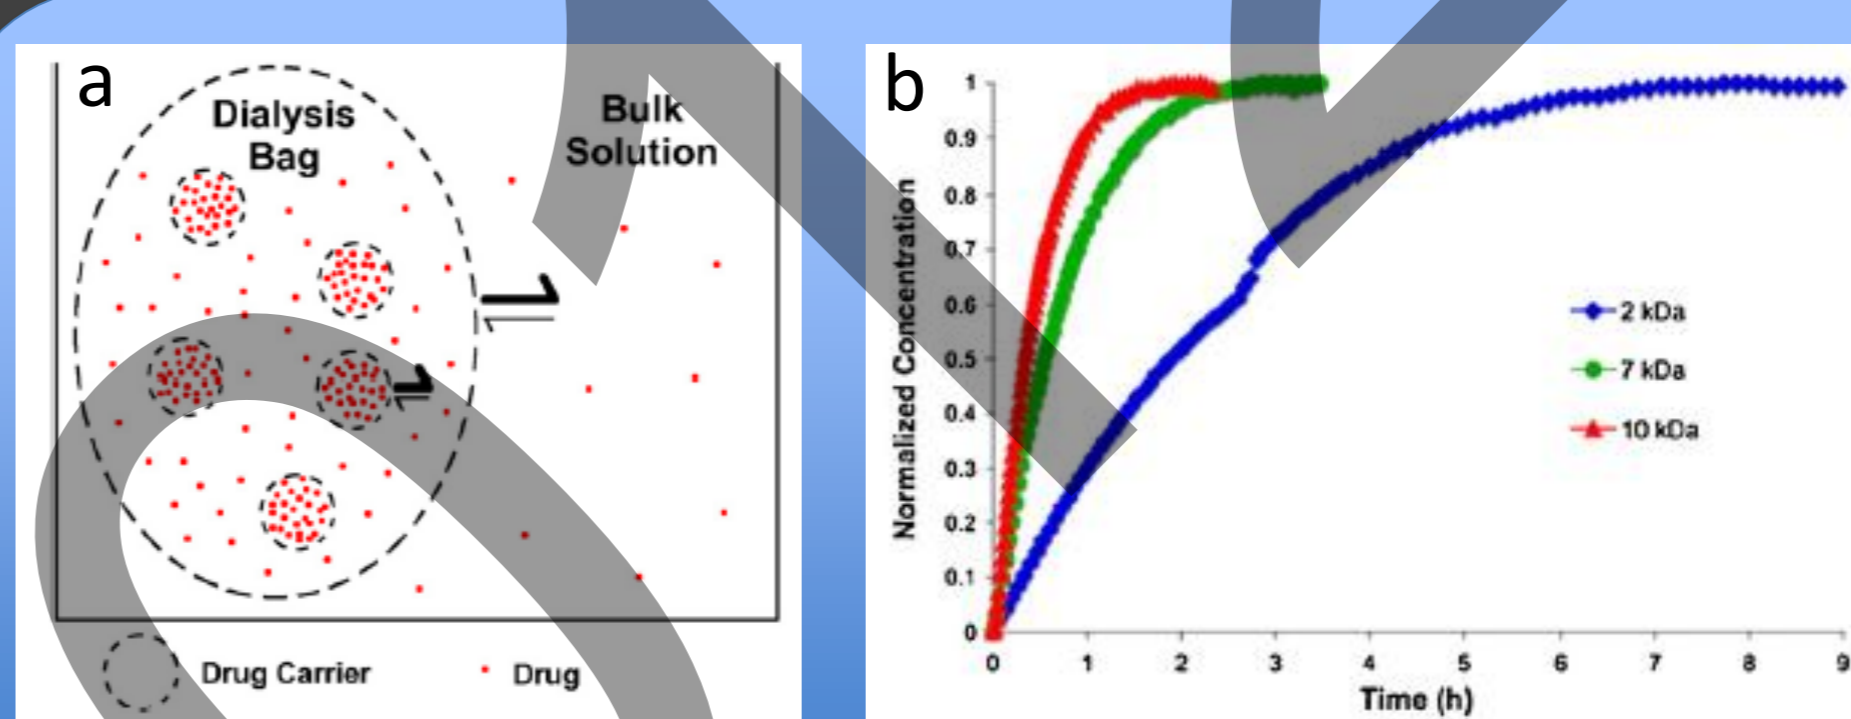 a
Dialysis
Bag
Bulk
Solution
Drug Carrier
Drug
b
Normalized Concentration
1
0.9
0.8
0.7
0.6
0.5
0.4
0.3
0.2
0.1
0
0 1 2 3 4 5 6 7 8 9
Time (h)
2 kDa
7 kDa
10 kDa